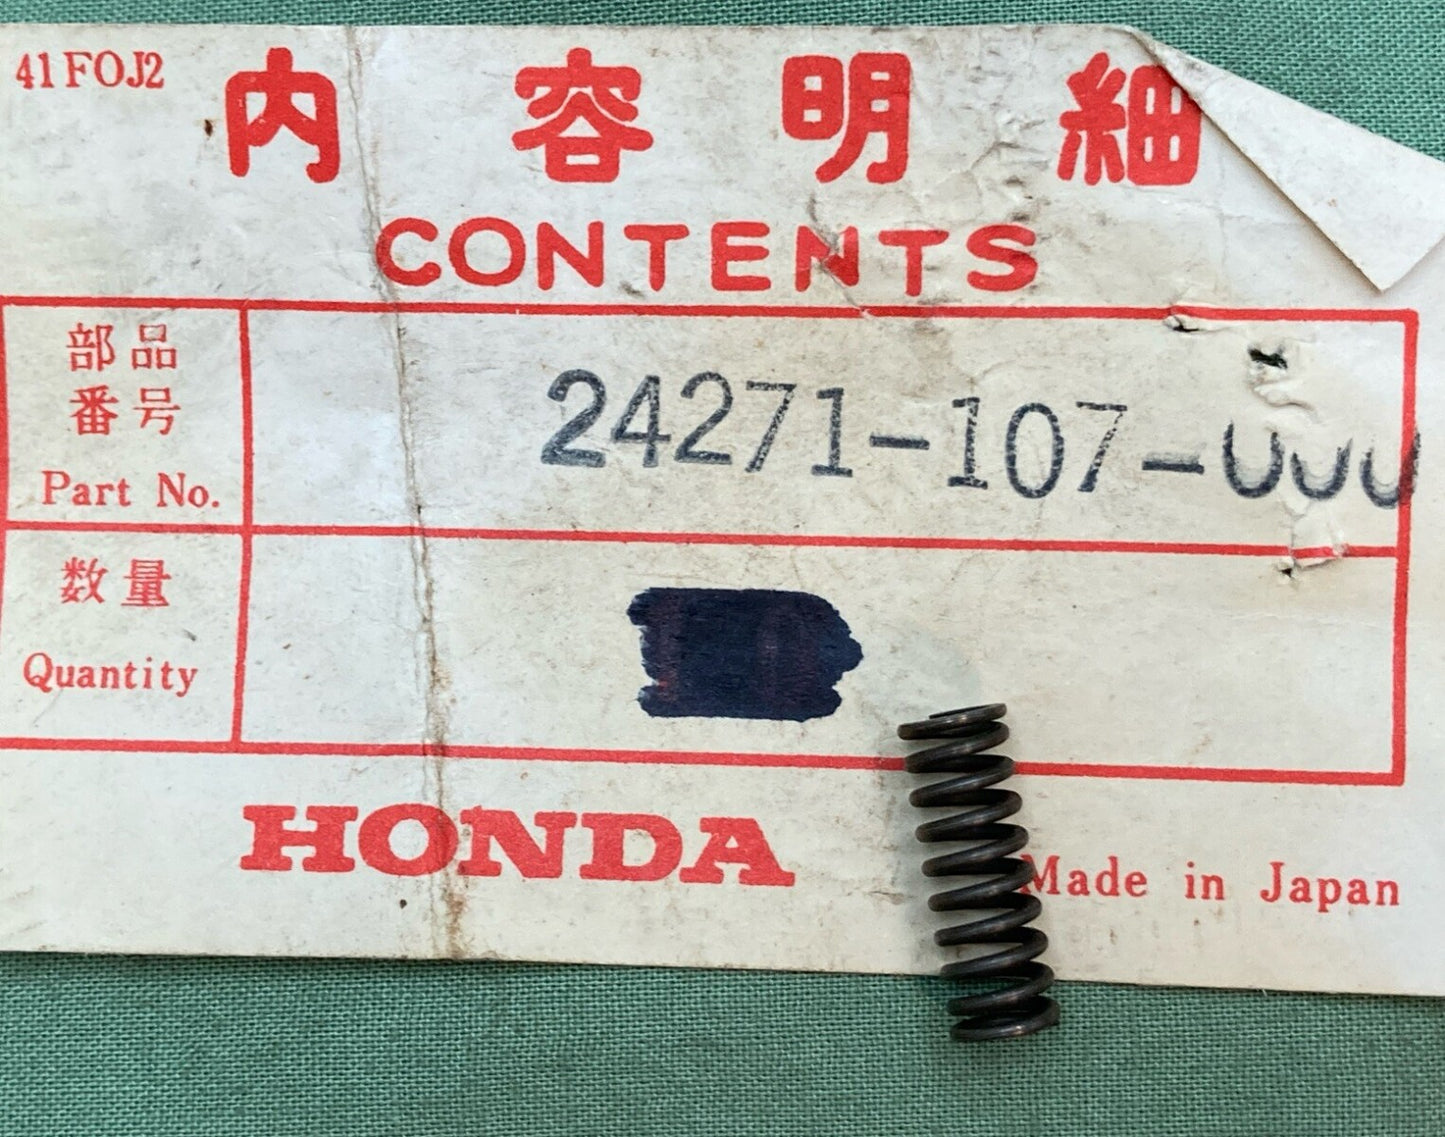 41FOJ2
内容明細
CONTENTS
部品
番号
Part No.
24271-107-000
数量
Quantity
HONDA
Made in Japan